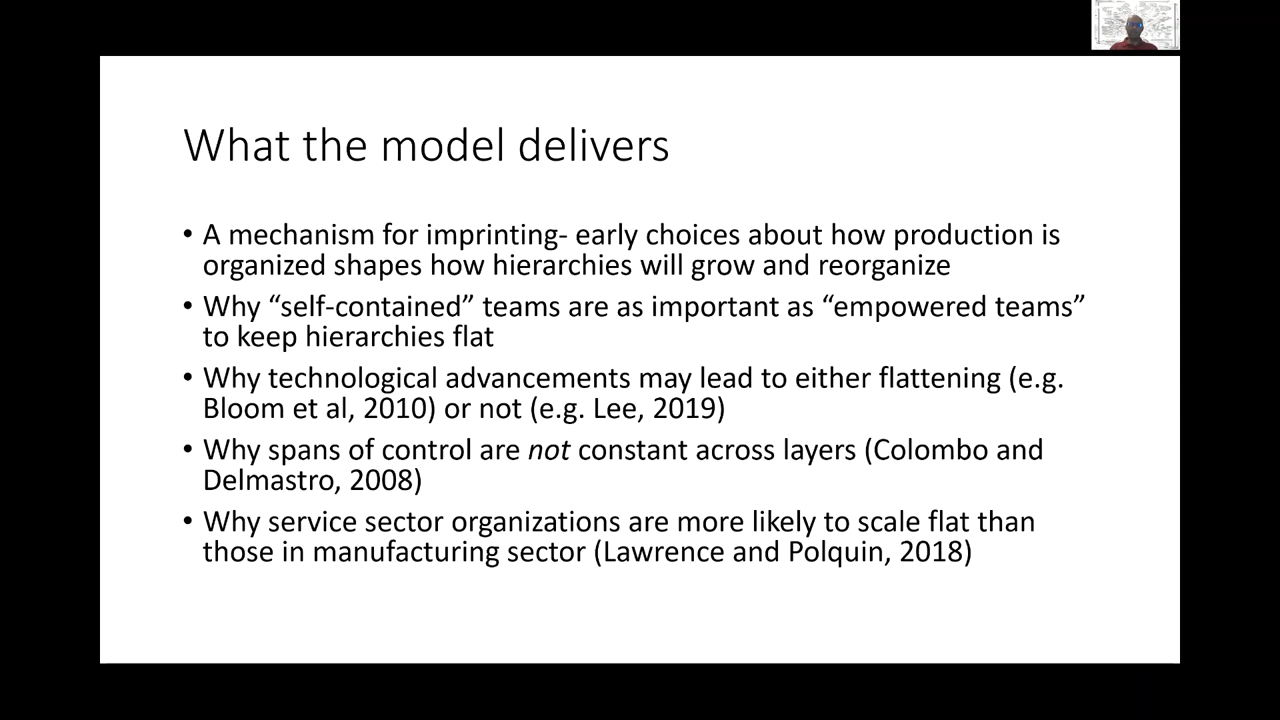 What the model delivers
• A mechanism for imprinting- early choices about how production is
organized shapes how hierarchies will grow and reorganize
• Why “self-contained” teams are as important as “empowered teams”
to keep hierarchies flat
• Why technological advancements may lead to either flattening (e.g.
Bloom et al, 2010) or not (e.g. Lee, 2019)
• Why spans of control are not constant across layers (Colombo and
Delmastro, 2008)
• Why service sector organizations are more likely to scale flat than
those in manufacturing sector (Lawrence and Polquin, 2018)